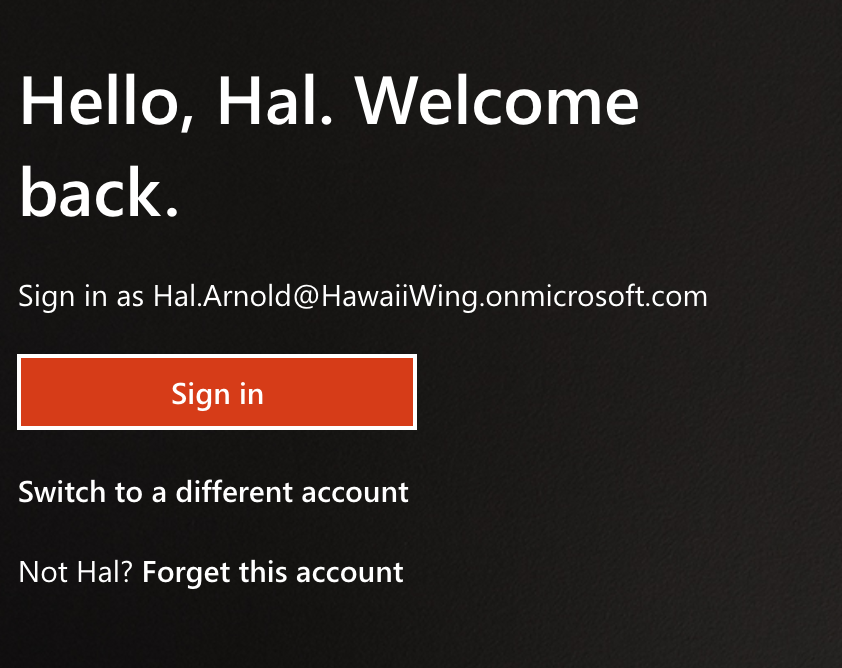 Hello, Hal. Welcome
back.
Sign in as Hal.Arnold@HawaiiWing.onmicrosoft.com
Sign in
Switch to a different account
Not Hal? Forget this account